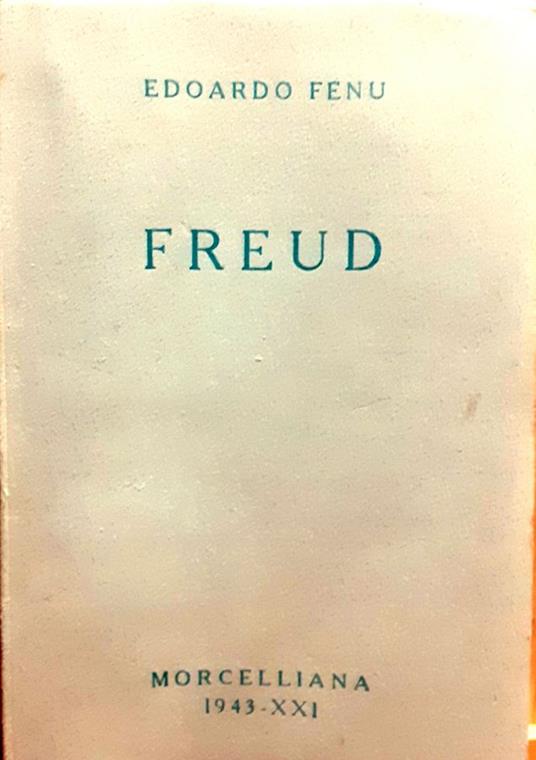 EDOARDO FENU
FREUD
MORCELLIANA
1943-XXI